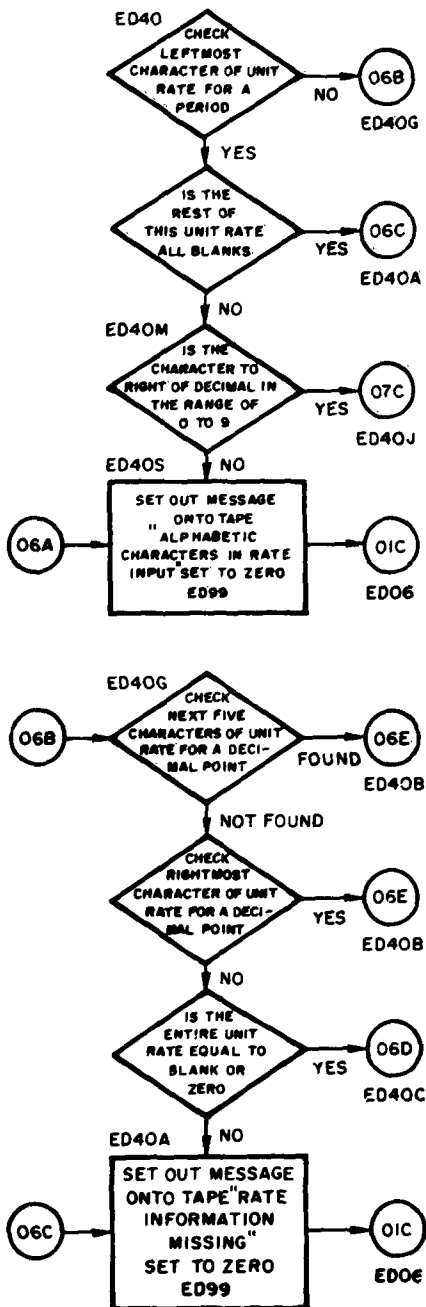 ED40
CHECK
LEFTMOST
CHARACTER OF UNIT
RATE FOR A
PERIOD
NO
06B
ED40G
YES
IS THE
REST OF
THIS UNIT RATE
ALL BLANKS
YES
06C
ED40A
NO
ED40M
IS THE
CHARACTER TO
RIGHT OF DECIMAL IN
THE RANGE OF
0 TO 9
YES
07C
ED40J
NO
ED40S
SET OUT MESSAGE
ONTO TAPE
"ALPHABETIC
CHARACTERS IN RATE
INPUT" SET TO ZERO
ED99
06A
01C
ED06
ED40G
CHECK
NEXT FIVE
CHARACTERS OF UNIT
RATE FOR A DECI-
MAL POINT
06B
FOUND
06E
ED40B
NOT FOUND
CHECK
RIGHTMOST
CHARACTER OF UNIT
RATE FOR A DECI-
MAL POINT
YES
06E
ED40B
NO
IS THE
ENTIRE UNIT
RATE EQUAL TO
BLANK OR
ZERO
YES
06D
ED40C
NO
ED40A
SET OUT MESSAGE
ONTO TAPE "RATE
INFORMATION
MISSING"
SET TO ZERO
ED99
06C
01C
ED06